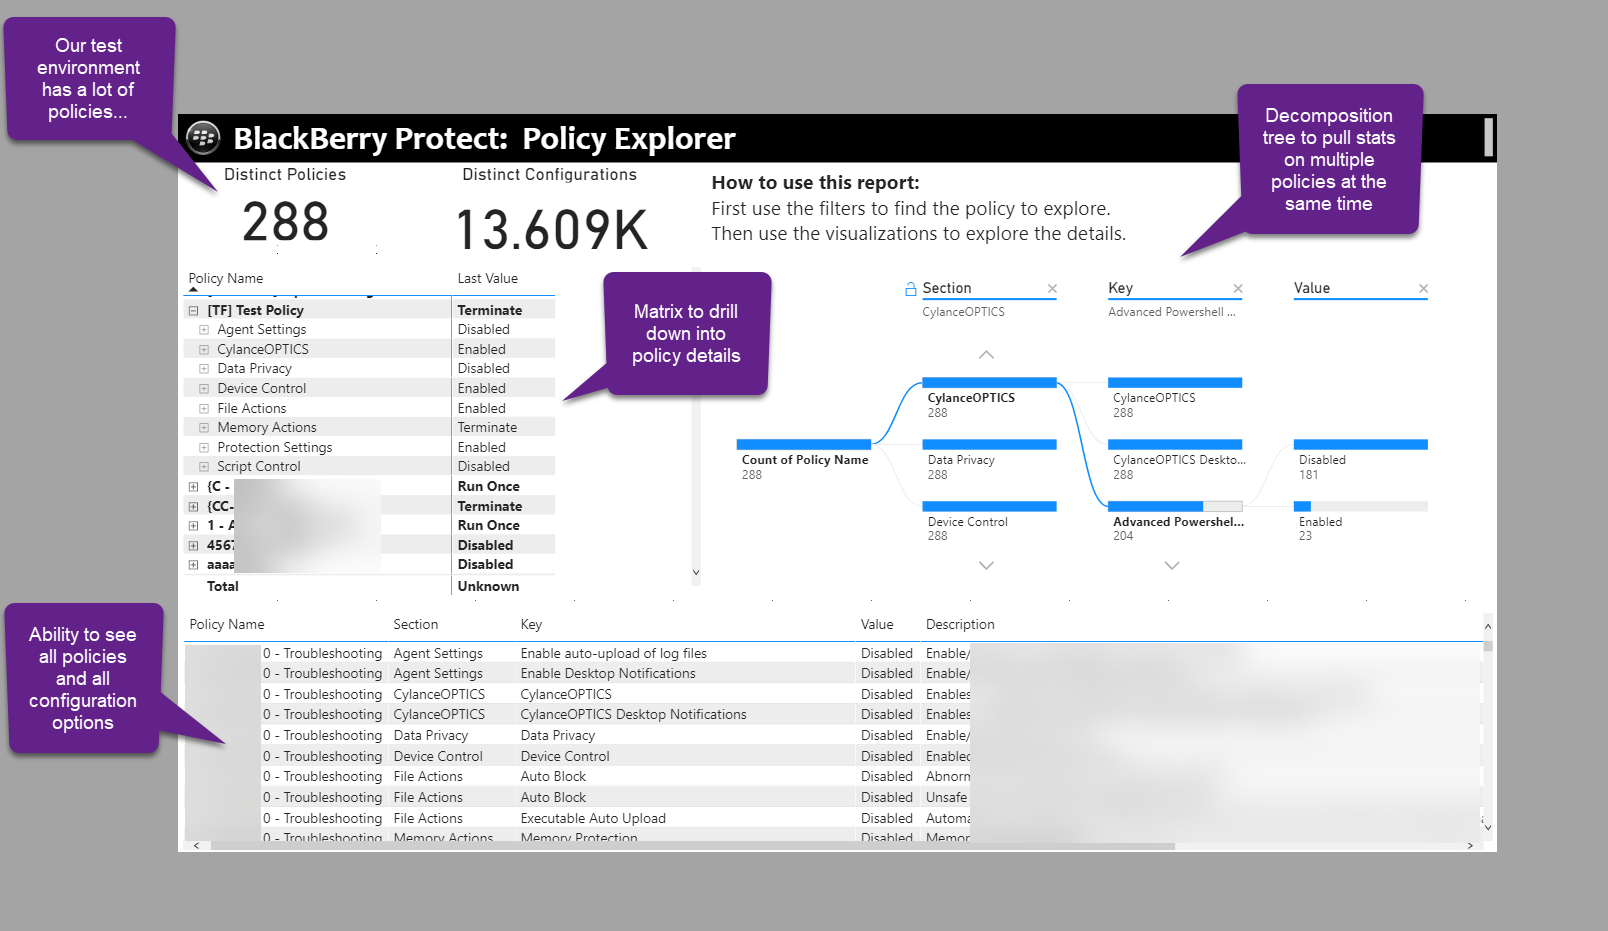 Our test
environment
has a lot of
policies...
Decomposition
tree to pull stats
on multiple
policies at the
same time
BlackBerry Protect: Policy Explorer
Distinct Policies
288
Distinct Configurations
13.609K
How to use this report:
First use the filters to find the policy to explore.
Then use the visualizations to explore the details.
Matrix to drill
down into
policy details
Policy Name Last Value
[TF] Test Policy Terminate
Agent Settings Disabled
CylanceOPTICS Enabled
Data Privacy Disabled
Device Control Enabled
File Actions Enabled
Memory Actions Terminate
Protection Settings Enabled
Script Control Disabled
{C - Run Once
{CC- Terminate
1 - A Run Once
4567 Disabled
aaaa Disabled
Total Unknown
Section
CylanceOPTICS
Key
Advanced Powershell ...
Value
Count of Policy Name
288
CylanceOPTICS
288
Data Privacy
288
Device Control
288
CylanceOPTICS
288
CylanceOPTICS Deskto...
288
Advanced Powershel...
204
Disabled
181
Enabled
23
Ability to see
all policies
and all
configuration
options
Policy Name Section Key Value Description
0 - Troubleshooting Agent Settings Enable auto-upload of log files Disabled Enable/
0 - Troubleshooting Agent Settings Enable Desktop Notifications Disabled Enable/
0 - Troubleshooting CylanceOPTICS CylanceOPTICS Disabled Enables
0 - Troubleshooting CylanceOPTICS CylanceOPTICS Desktop Notifications Disabled Enables
0 - Troubleshooting Data Privacy Data Privacy Disabled Enable/
0 - Troubleshooting Device Control Device Control Disabled Enabled
0 - Troubleshooting File Actions Auto Block Disabled Abnorm
0 - Troubleshooting File Actions Auto Block Disabled Unsafe
0 - Troubleshooting File Actions Executable Auto Upload Disabled Automa
0 - Troubleshooting Memory Actions Memory Protection Disabled Memor